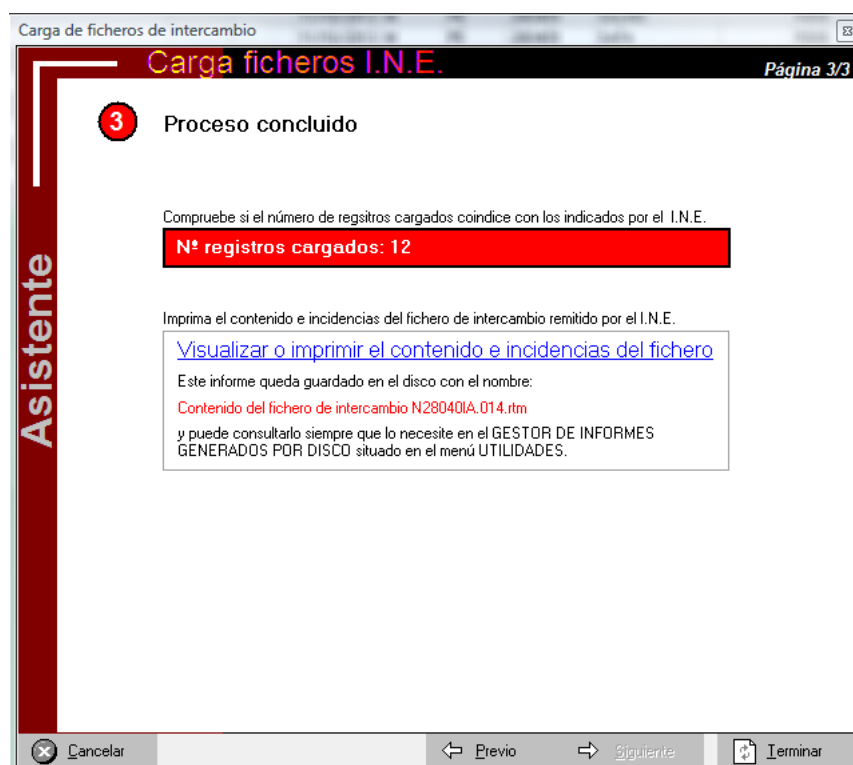 Carga de ficheros de intercambio
Carga ficheros I.N.E.
Página 3/3
3
Proceso concluido
Compruebe si el número de regsitros cargados coindice con los indicados por el I.N.E.
Nº registros cargados: 12
Asistente
Imprima el contenido e incidencias del fichero de intercambio remitido por el I.N.E.
Visualizar o imprimir el contenido e incidencias del fichero
Este informe queda guardado en el disco con el nombre:
Contenido del fichero de intercambio N28040IA.014.rtm
y puede consultarlo siempre que lo necesite en el GESTOR DE INFORMES
GENERADOS POR DISCO situado en el menú UTILIDADES.
Cancelar
Previo
Siguiente
Terminar